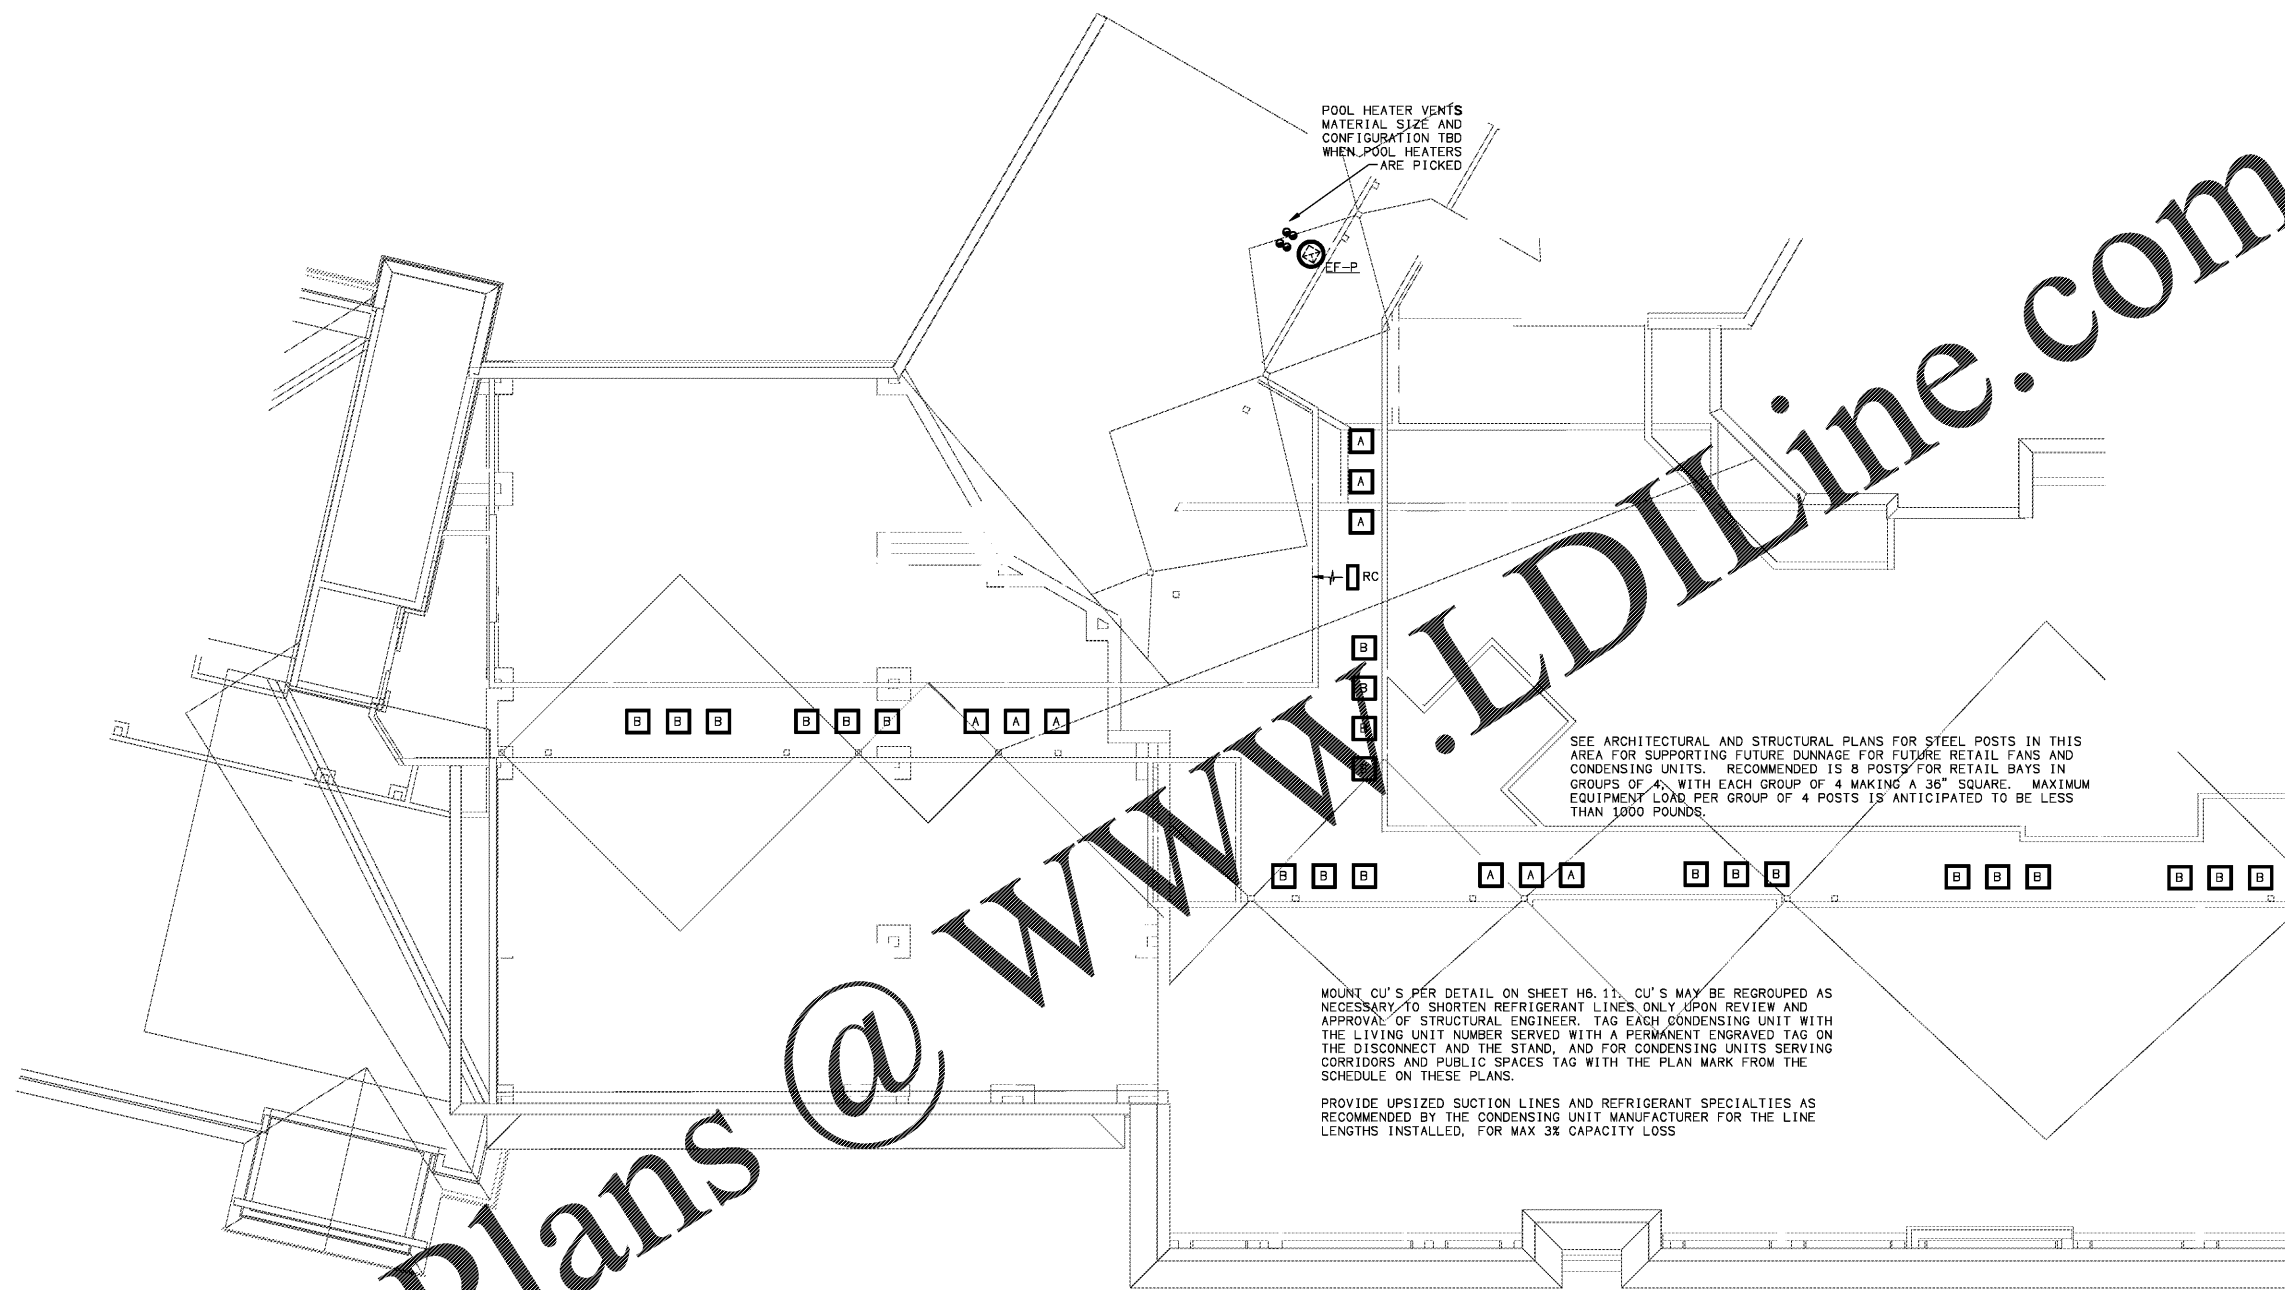 POOL HEATER VENTS
MATERIAL SIZE AND
CONFIGURATION TBD
WHEN POOL HEATERS
ARE PICKED
EF-P
A
A
A
RC
B
B
B
B
B B B B B B A A A
SEE ARCHITECTURAL AND STRUCTURAL PLANS FOR STEEL POSTS IN THIS
AREA FOR SUPPORTING FUTURE DUNNAGE FOR FUTURE RETAIL FANS AND
CONDENSING UNITS. RECOMMENDED IS 8 POSTS FOR RETAIL BAYS IN
GROUPS OF 4, WITH EACH GROUP OF 4 MAKING A 36" SQUARE. MAXIMUM
EQUIPMENT LOAD PER GROUP OF 4 POSTS IS ANTICIPATED TO BE LESS
THAN 1000 POUNDS.
B B B A A A B B B B B B B B B
MOUNT CU'S PER DETAIL ON SHEET H6.11. CU'S MAY BE REGROUPED AS
NECESSARY TO SHORTEN REFRIGERANT LINES ONLY UPON REVIEW AND
APPROVAL OF STRUCTURAL ENGINEER. TAG EACH CONDENSING UNIT WITH
THE LIVING UNIT NUMBER SERVED WITH A PERMANENT ENGRAVED TAG ON
THE DISCONNECT AND THE STAND, AND FOR CONDENSING UNITS SERVING
CORRIDORS AND PUBLIC SPACES TAG WITH THE PLAN MARK FROM THE
SCHEDULE ON THESE PLANS.
PROVIDE UPSIZED SUCTION LINES AND REFRIGERANT SPECIALTIES AS
RECOMMENDED BY THE CONDENSING UNIT MANUFACTURER FOR THE LINE
LENGTHS INSTALLED, FOR MAX 3% CAPACITY LOSS
Plans @ www.LDILine.com